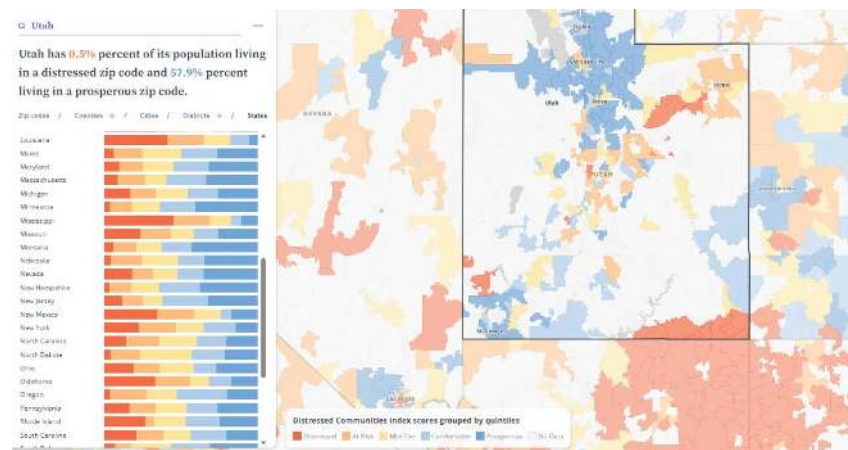 Utah
Utah has 0.5% percent of its population living
in a distressed zip code and 57.9% percent
living in a prosperous zip code.
Zip codes / Counties / Cities / Districts / States
Louisiana
Maine
Maryland
Massachusetts
Michigan
Minnesota
Mississippi
Missouri
Montana
Nebraska
Nevada
New Hampshire
New Jersey
New Mexico
New York
North Carolina
North Dakota
Ohio
Oklahoma
Oregon
Pennsylvania
Rhode Island
South Carolina
NEVADA
Utah
UTAH
Distressed Communities index scores grouped by quintiles
Distressed At Risk Mid-Tier Comfortable Prosperous No Data